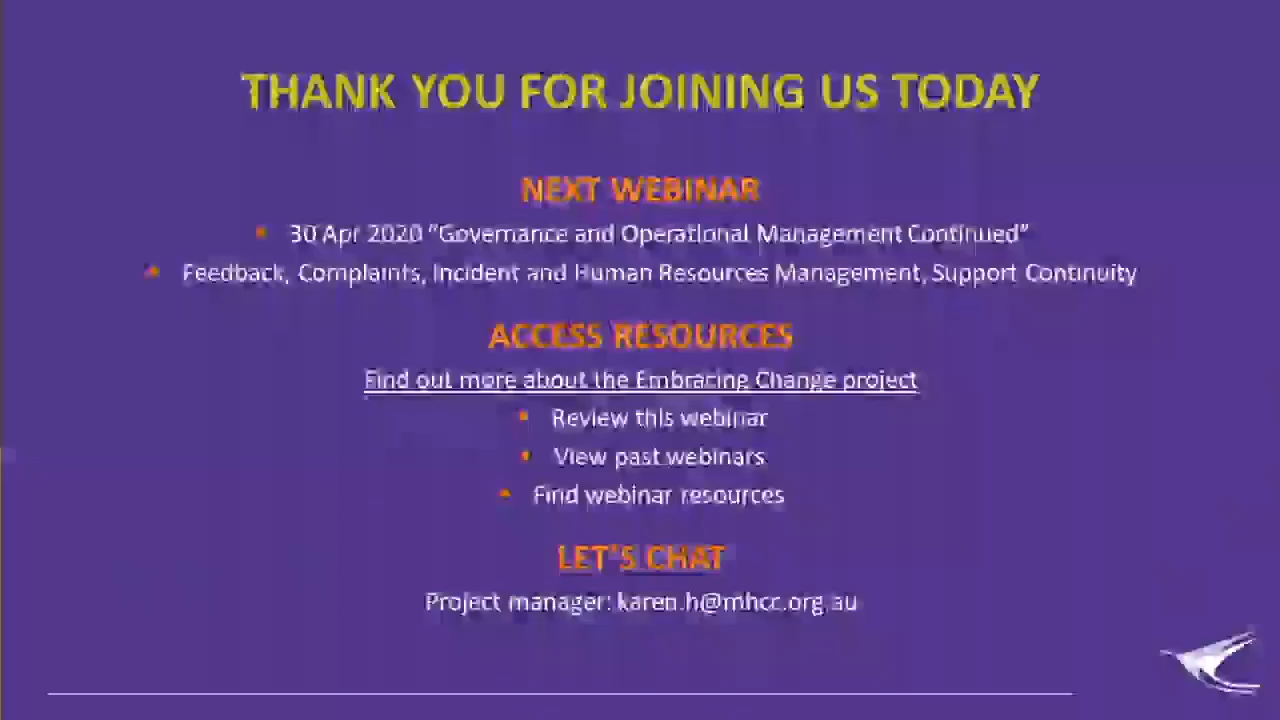 THANK YOU FOR JOINING US TODAY
NEXT WEBINAR
• 30 Apr 2020 “Governance and Operational Management Continued”
• Feedback, Complaints, Incident and Human Resources Management, Support Continuity
ACCESS RESOURCES
Find out more about the Embracing Change project
• Review this webinar
• View past webinars
• Find webinar resources
LET'S CHAT
Project manager: karen.h@mhcc.org.au